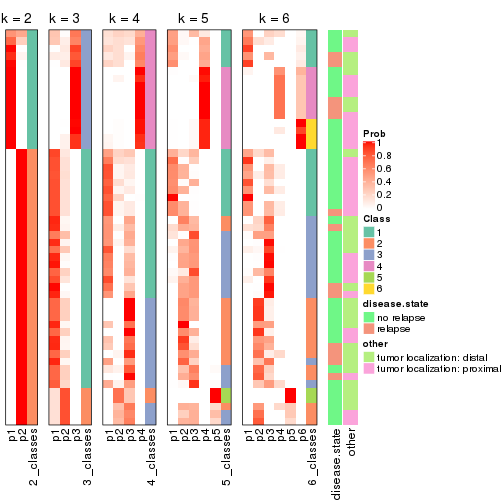 k = 2 k = 3 k = 4 k = 5 k = 6
Prob
1
0.8
0.6
0.4
0.2
0
Class
1
2
3
4
5
6
disease.state
no relapse
relapse
other
tumor localization: distal
tumor localization: proximal
p1 p2 2_classes p1 p2 p3 3_classes p1 p2 p3 p4 4_classes p1 p2 p3 p4 p5 5_classes p1 p2 p3 p4 p5 p6 6_classes disease.state other